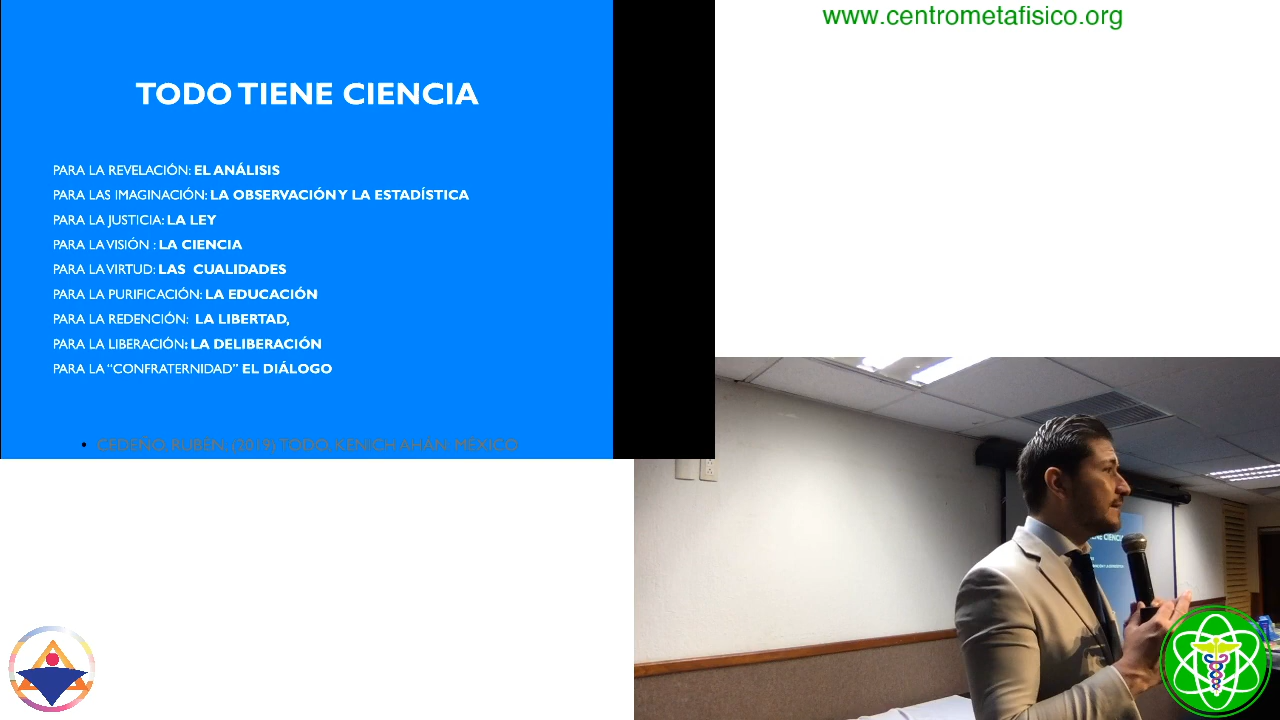 www.centrometafisico.org
TODO TIENE CIENCIA
PARA LA REVELACIÓN: EL ANÁLISIS
PARA LAS IMAGINACIÓN: LA OBSERVACIÓN Y LA ESTADÍSTICA
PARA LA JUSTICIA: LA LEY
PARA LA VISIÓN : LA CIENCIA
PARA LA VIRTUD: LAS CUALIDADES
PARA LA PURIFICACIÓN: LA EDUCACIÓN
PARA LA REDENCIÓN: LA LIBERTAD,
PARA LA LIBERACIÓN: LA DELIBERACIÓN
PARA LA “CONFRATERNIDAD” EL DIÁLOGO
• CEDEÑO RUBÉN, (2019) TODO. KENICH AHÁN: MÉXICO